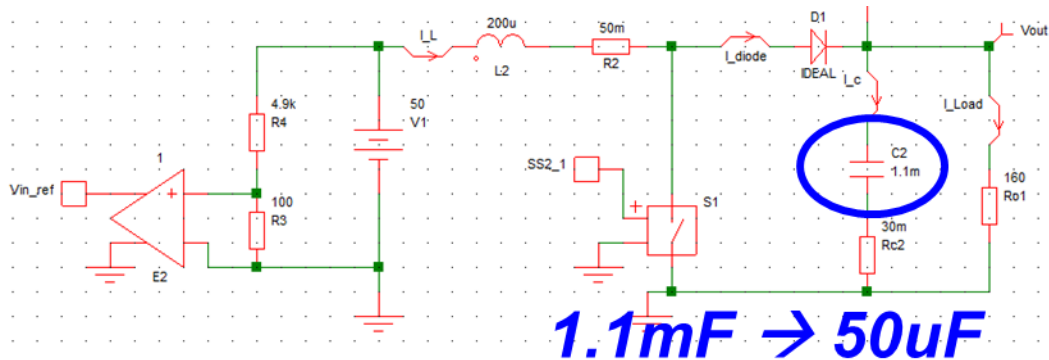 200u
50m
D1
I_L
L2
R2
I_diode
IDEAL
I_c
Vout
4.9k
R4
50
V1
I_Load
1
Vin_ref
SS2_1
C2
1.1m
100
R3
S1
160
Ro1
30m
Rc2
E2
1.1mF → 50uF